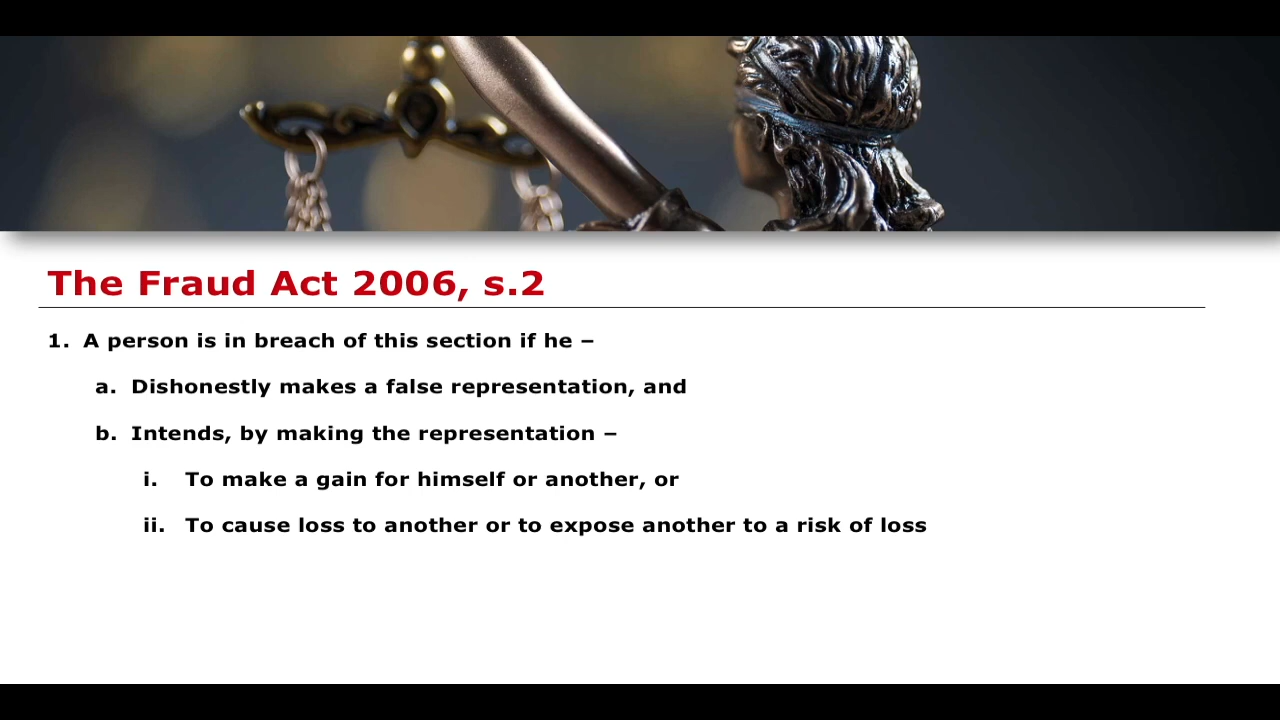 The Fraud Act 2006, s.2
1. A person is in breach of this section if he –
a. Dishonestly makes a false representation, and
b. Intends, by making the representation –
i. To make a gain for himself or another, or
ii. To cause loss to another or to expose another to a risk of loss